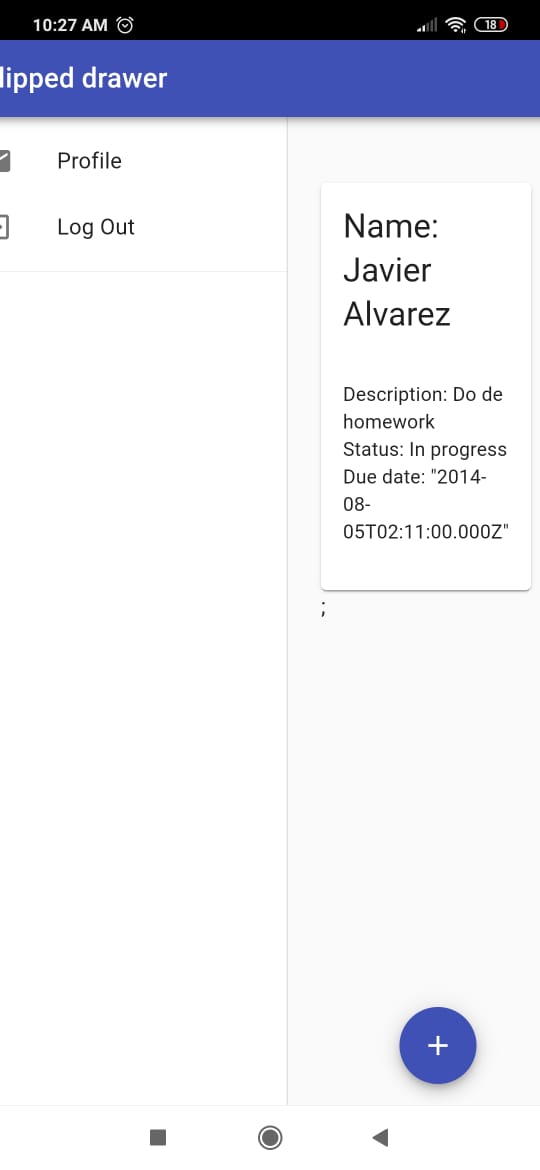 10:27 AM
18
lipped drawer
Profile
Log Out
Name:
Javier
Alvarez
Description: Do de
homework
Status: In progress
Due date: "2014-
08-
05T02:11:00.000Z"
;
+